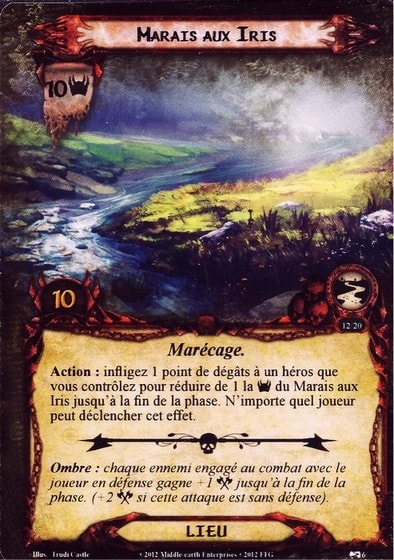 Marais aux Iris
10
10
12/20
Marécage.
Action : infligez 1 point de dégâts à un héros que
vous contrôlez pour réduire de 1 la du Marais aux
Iris jusqu'à la fin de la phase. N'importe quel joueur
peut déclencher cet effet.
Ombre : chaque ennemi engagé au combat avec le
joueur en défense gagne +1 jusqu'à la fin de la
phase. (+2 si cette attaque est sans défense).
LIEU
Illus. Trudi Castle
©2012 Middle-earth Enterprises ©2012 FFG